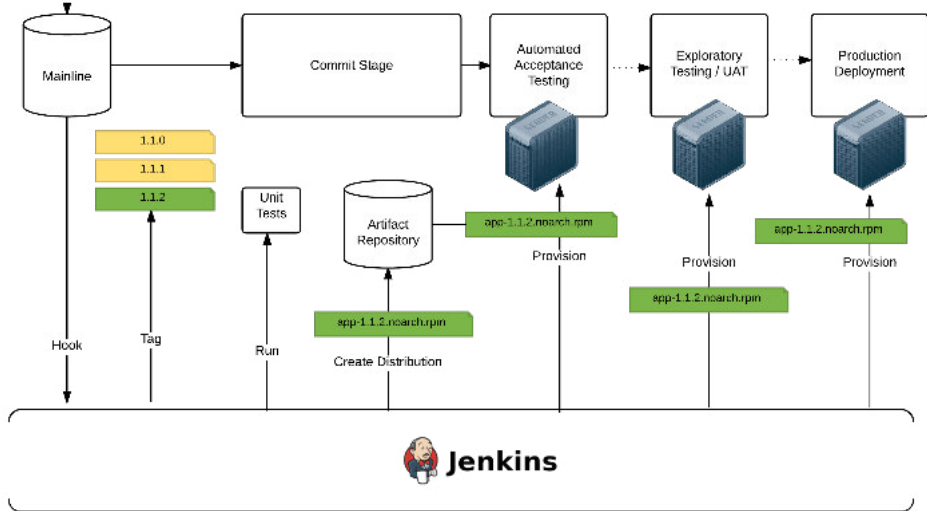 Mainline
Commit Stage
Automated
Acceptance
Testing
Exploratory
Testing / UAT
Production
Deployment
SERVER
SERVER
SERVER
1.1.0
1.1.1
1.1.2
Unit
Tests
Artifact
Repository
app-1.1.2.noarch.rpm
app-1.1.2.noarch.rpm
Provision
Provision
Provision
app-1.1.2.noarch.rpm
app-1.1.2.noarch.rpm
Hook
Tag
Run
Create Distribution
Jenkins